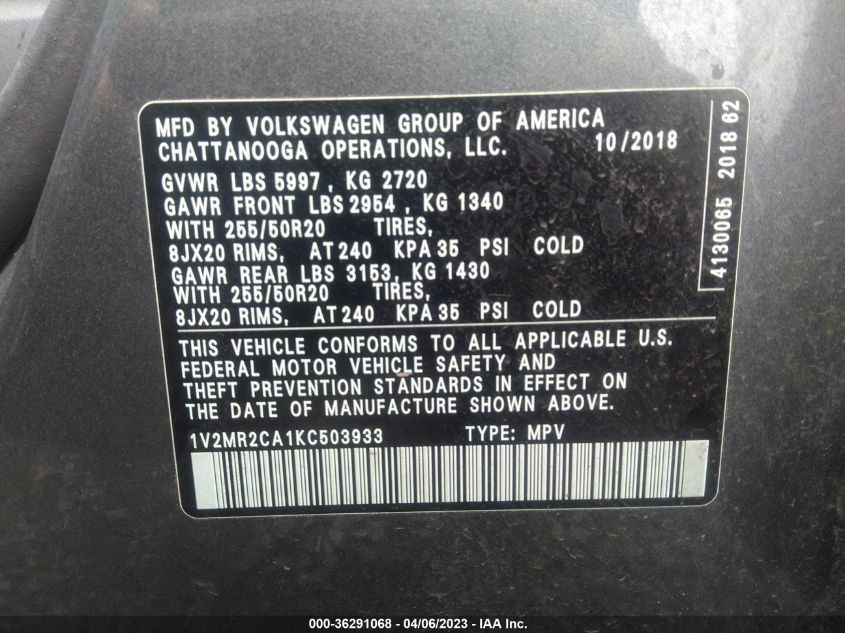 MFD BY VOLKSWAGEN GROUP OF AMERICA
CHATTANOOGA OPERATIONS, LLC. 10/2018
GVWR LBS 5997 , KG 2720
GAWR FRONT LBS 2954 , KG 1340
WITH 255/50R20 TIRES,
8JX20 RIMS, AT 240 KPA 35 PSI COLD
GAWR REAR LBS 3153, KG 1430
WITH 255/50R20 TIRES,
8JX20 RIMS, AT 240 KPA 35 PSI COLD
THIS VEHICLE CONFORMS TO ALL APPLICABLE U.S.
FEDERAL MOTOR VEHICLE SAFETY AND
THEFT PREVENTION STANDARDS IN EFFECT ON
THE DATE OF MANUFACTURE SHOWN ABOVE.
1V2MR2CA1KC503933 TYPE: MPV
4130065 2018 62
000-36291068 - 04/06/2023 - IAA Inc.